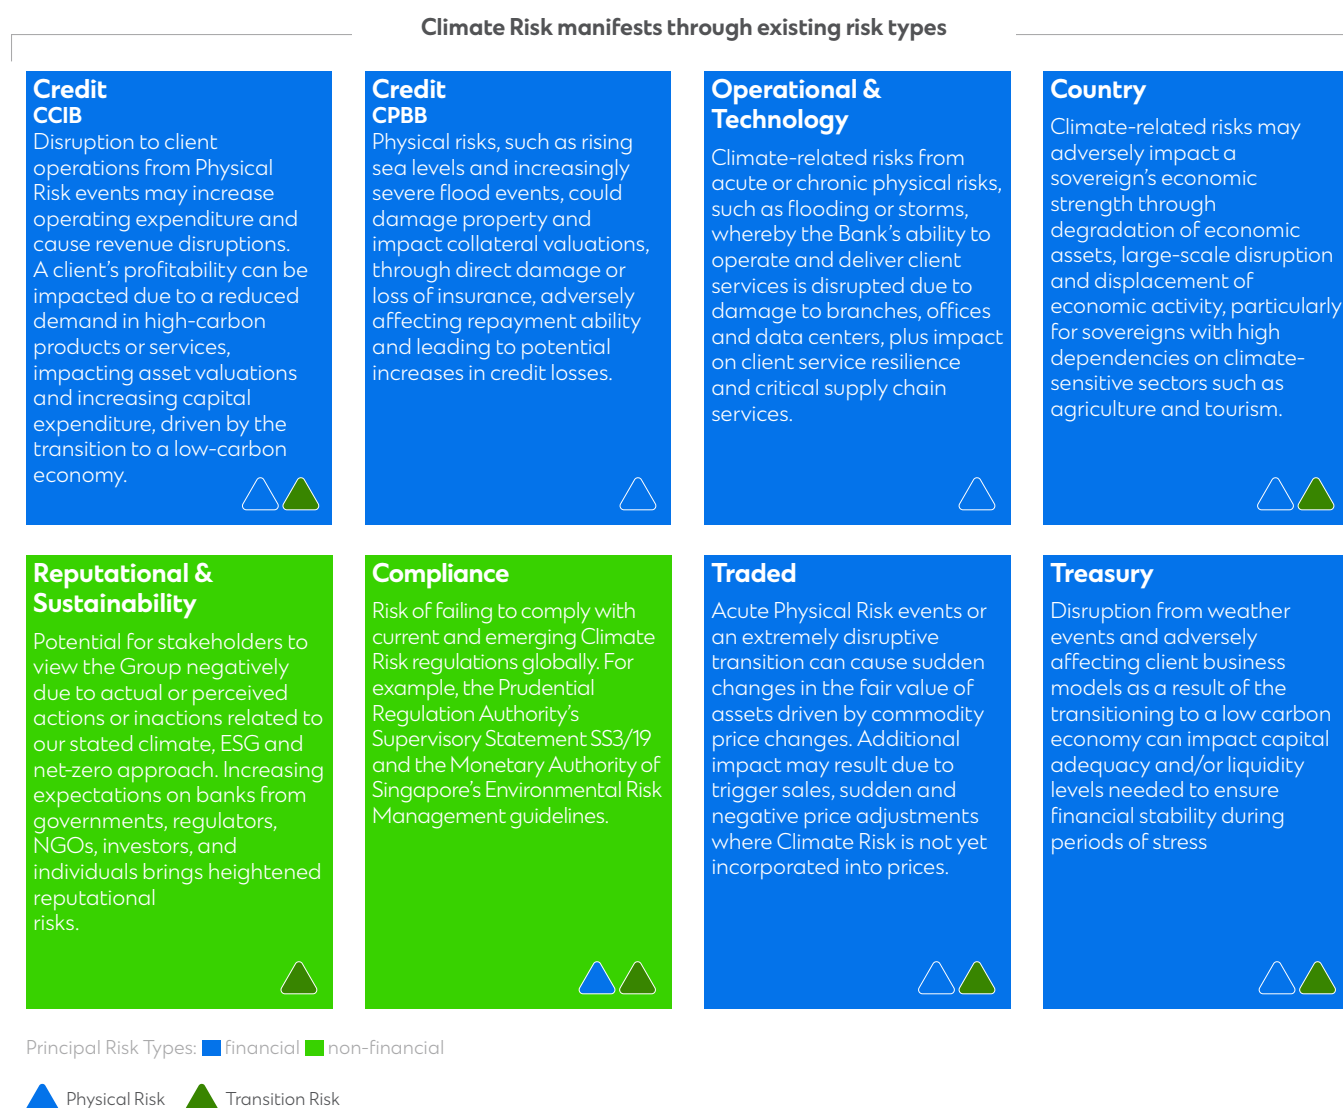 Climate Risk manifests through existing risk types
Credit
CCIB
Disruption to client
operations from Physical
Risk events may increase
operating expenditure and
cause revenue disruptions.
A client’s profitability can be
impacted due to a reduced
demand in high-carbon
products or services,
impacting asset valuations
and increasing capital
expenditure, driven by the
transition to a low-carbon
economy.
Credit
CPBB
Physical risks, such as rising
sea levels and increasingly
severe flood events, could
damage property and
impact collateral valuations,
through direct damage or
loss of insurance, adversely
affecting repayment ability
and leading to potential
increases in credit losses.
Operational &
Technology
Climate-related risks from
acute or chronic physical risks,
such as flooding or storms,
whereby the Bank’s ability to
operate and deliver client
services is disrupted due to
damage to branches, offices
and data centers, plus impact
on client service resilience
and critical supply chain
services.
Country
Climate-related risks may
adversely impact a
sovereign’s economic
strength through
degradation of economic
assets, large-scale disruption
and displacement of
economic activity, particularly
for sovereigns with high
dependencies on climate-
sensitive sectors such as
agriculture and tourism.
Reputational &
Sustainability
Potential for stakeholders to
view the Group negatively
due to actual or perceived
actions or inactions related to
our stated climate, ESG and
net-zero approach. Increasing
expectations on banks from
governments, regulators,
NGOs, investors, and
individuals brings heightened
reputational
risks.
Compliance
Risk of failing to comply with
current and emerging Climate
Risk regulations globally. For
example, the Prudential
Regulation Authority’s
Supervisory Statement SS3/19
and the Monetary Authority of
Singapore’s Environmental Risk
Management guidelines.
Traded
Acute Physical Risk events or
an extremely disruptive
transition can cause sudden
changes in the fair value of
assets driven by commodity
price changes. Additional
impact may result due to
trigger sales, sudden and
negative price adjustments
where Climate Risk is not yet
incorporated into prices.
Treasury
Disruption from weather
events and adversely
affecting client business
models as a result of the
transitioning to a low carbon
economy can impact capital
adequacy and/or liquidity
levels needed to ensure
financial stability during
periods of stress
Principal Risk Types: financial non-financial
Physical Risk Transition Risk